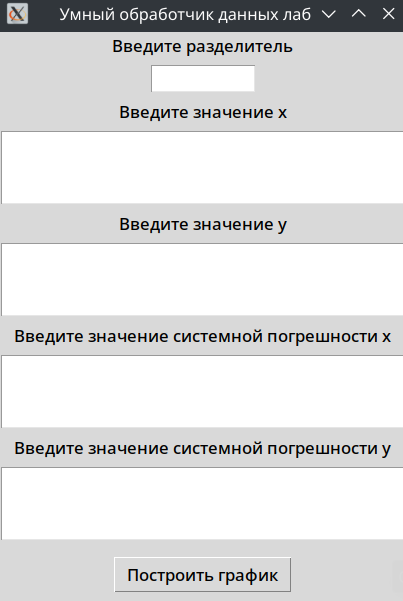 Умный обработчик данных лаб
Введите разделитель
Введите значение x
Введите значение y
Введите значение системной погрешности x
Введите значение системной погрешности y
Построить график